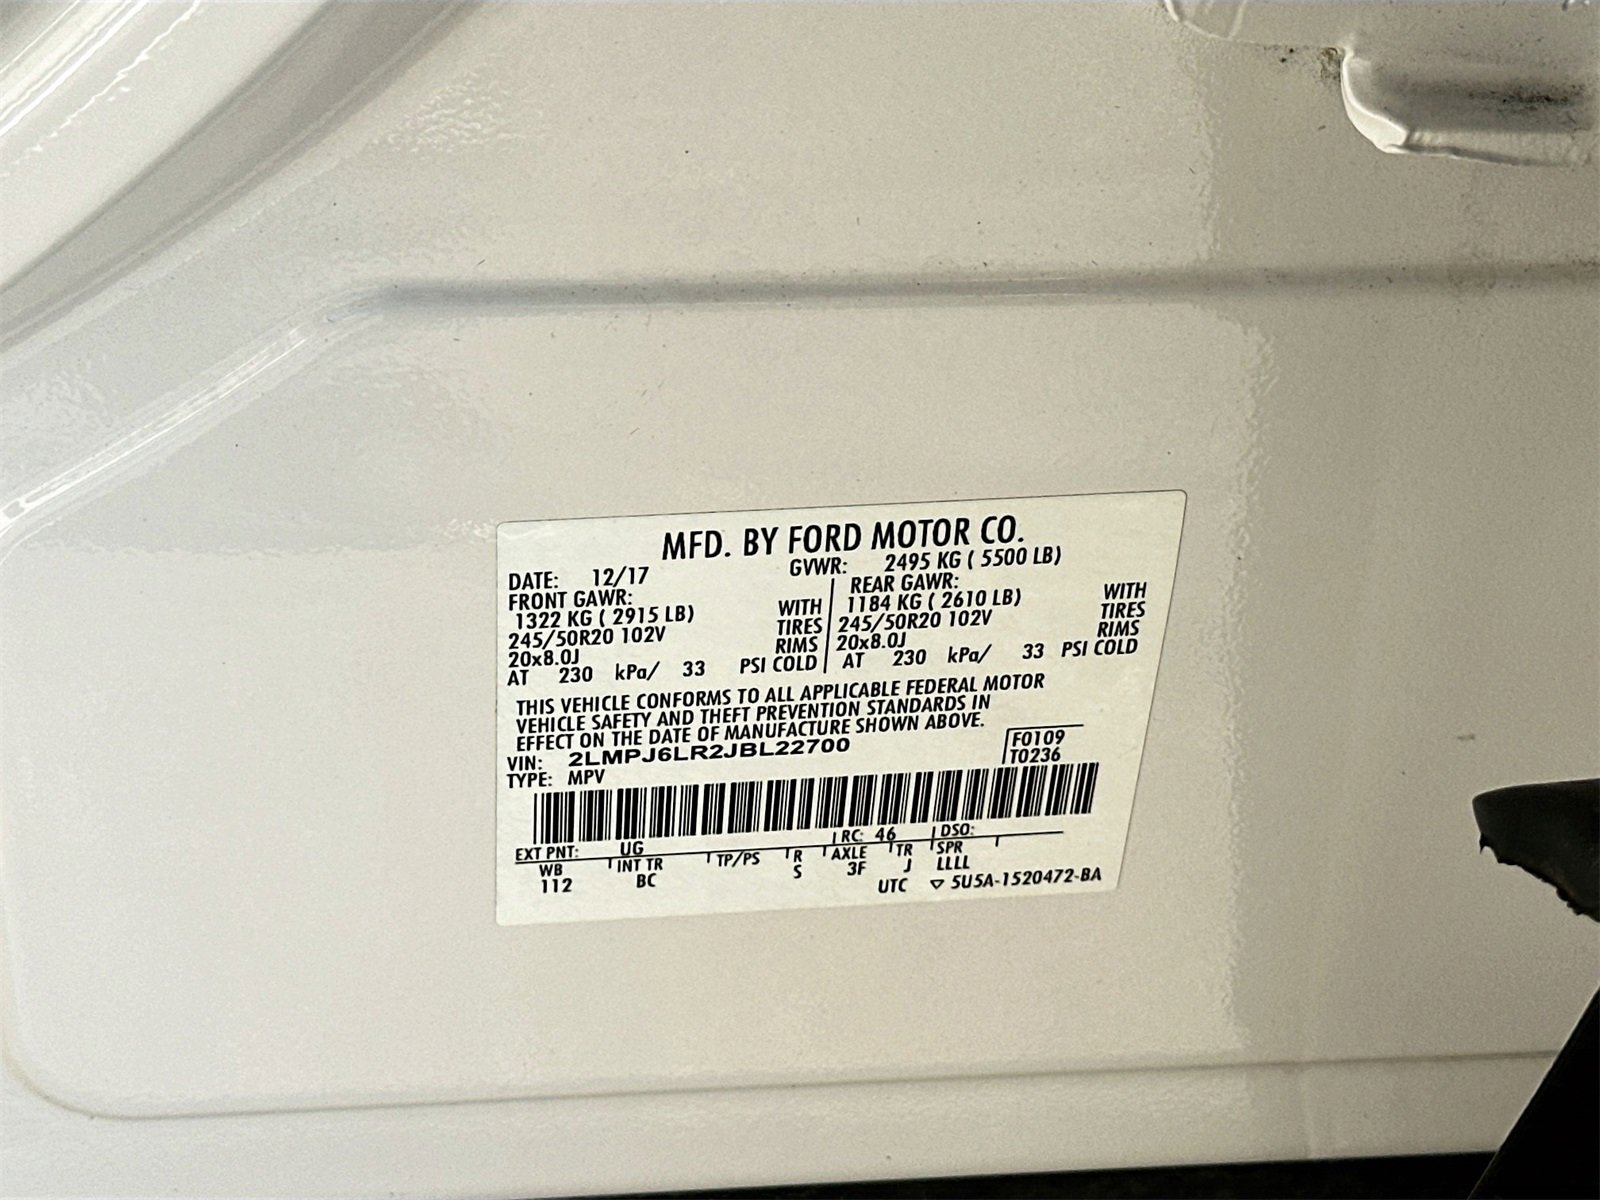 MFD. BY FORD MOTOR CO.
DATE: 12/17 GVWR: 2495 KG ( 5500 LB)
FRONT GAWR: REAR GAWR:
1322 KG ( 2915 LB) WITH 1184 KG ( 2610 LB) WITH
245/50R20 102V TIRES 245/50R20 102V TIRES
20x8.0J RIMS 20x8.0J RIMS
AT 230 kPa/ 33 PSI COLD AT 230 kPa/ 33 PSI COLD
THIS VEHICLE CONFORMS TO ALL APPLICABLE FEDERAL MOTOR
VEHICLE SAFETY AND THEFT PREVENTION STANDARDS IN
EFFECT ON THE DATE OF MANUFACTURE SHOWN ABOVE.
VIN: 2LMPJ6LR2JBL22700 F0109
TYPE: MPV T0236
EXT PNT: UG RC: 46 DSO:
WB INT TR TP/PS R AXLE TR SPR
112 BC S 3F J LLLL
UTC ▽ 5U5A-1520472-BA